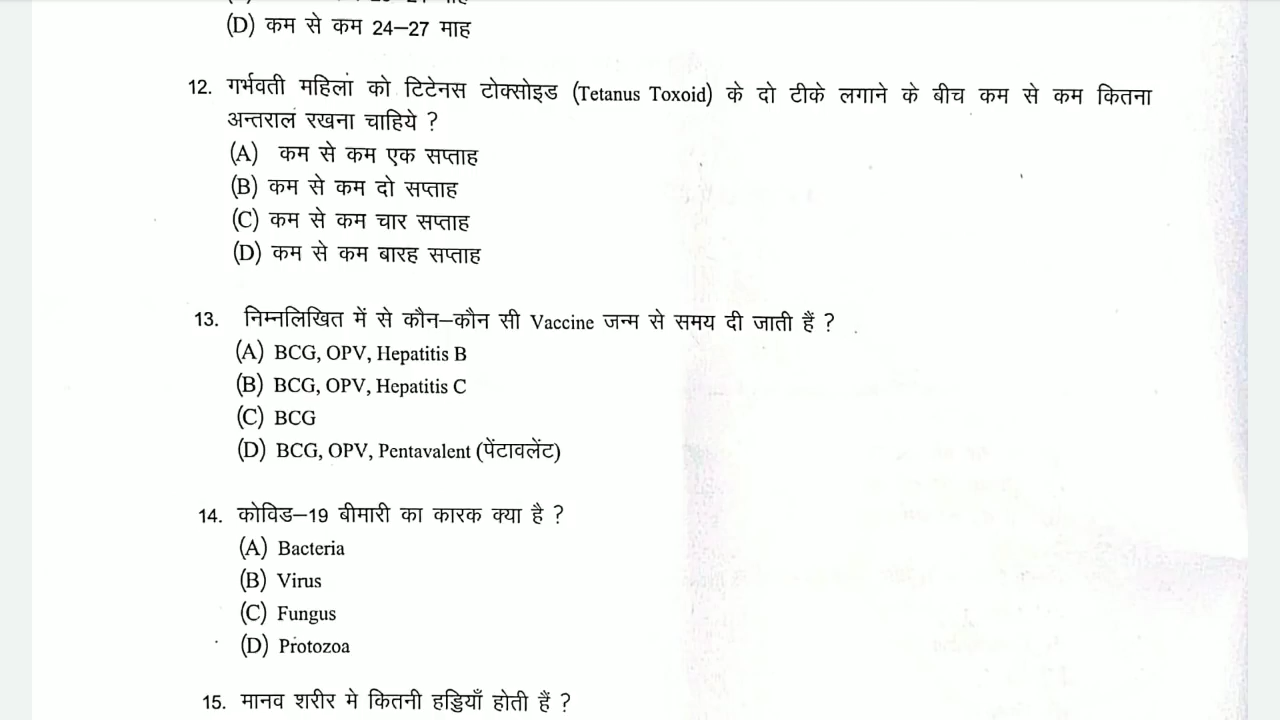 (D) कम से कम 24–27 माह
12. गर्भवती महिला को टिटेनस टोक्सोइड (Tetanus Toxoid) के दो टीके लगाने के बीच कम से कम कितना
अन्तराल रखना चाहिये ?
(A) कम से कम एक सप्ताह
(B) कम से कम दो सप्ताह
(C) कम से कम चार सप्ताह
(D) कम से कम बारह सप्ताह
13. निम्नलिखित में से कौन–कौन सी Vaccine जन्म से समय दी जाती हैं ?
(A) BCG, OPV, Hepatitis B
(B) BCG, OPV, Hepatitis C
(C) BCG
(D) BCG, OPV, Pentavalent (पेंटावलेंट)
14. कोविड–19 बीमारी का कारक क्या है ?
(A) Bacteria
(B) Virus
(C) Fungus
(D) Protozoa
15. मानव शरीर मे कितनी हड्डियाँ होती हैं ?